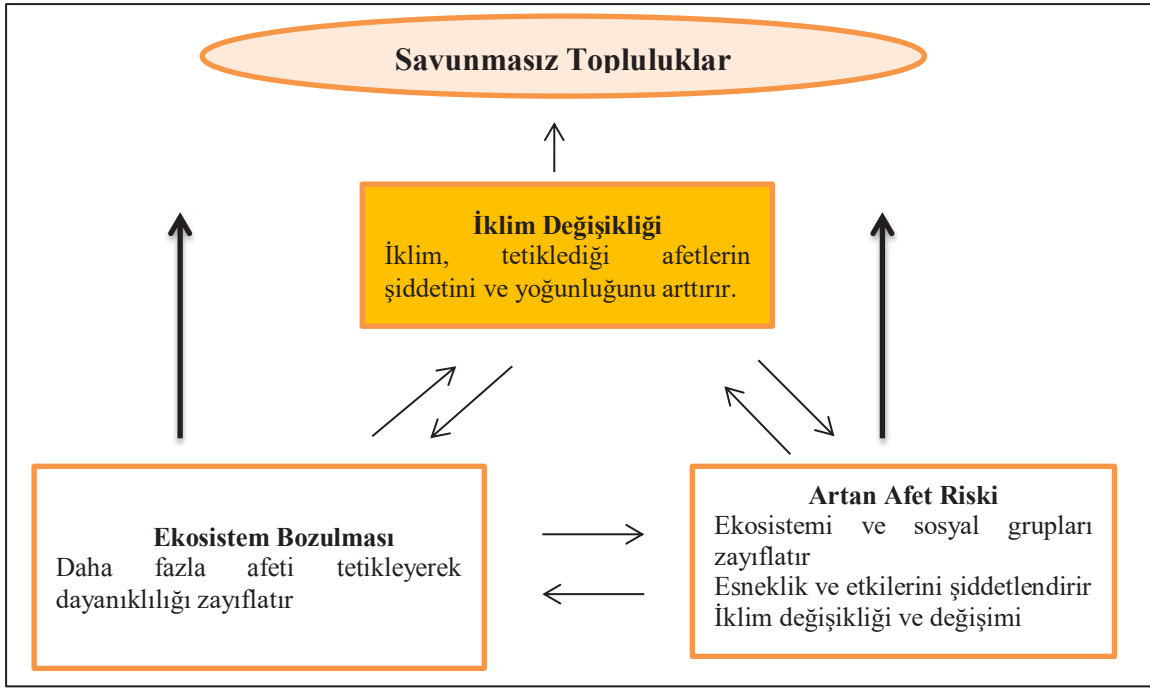 Savunmasız Topluluklar
İklim Değişikliği
İklim, tetiklediği afetlerin
şiddetini ve yoğunluğunu arttırır.
Ekosistem Bozulması
Daha fazla afeti tetikleyerek
dayanıklılığı zayıflatır
Artan Afet Riski
Ekosistemi ve sosyal grupları
zayıflatır
Esneklik ve etkilerini şiddetlendirir
İklim değişikliği ve değişimi